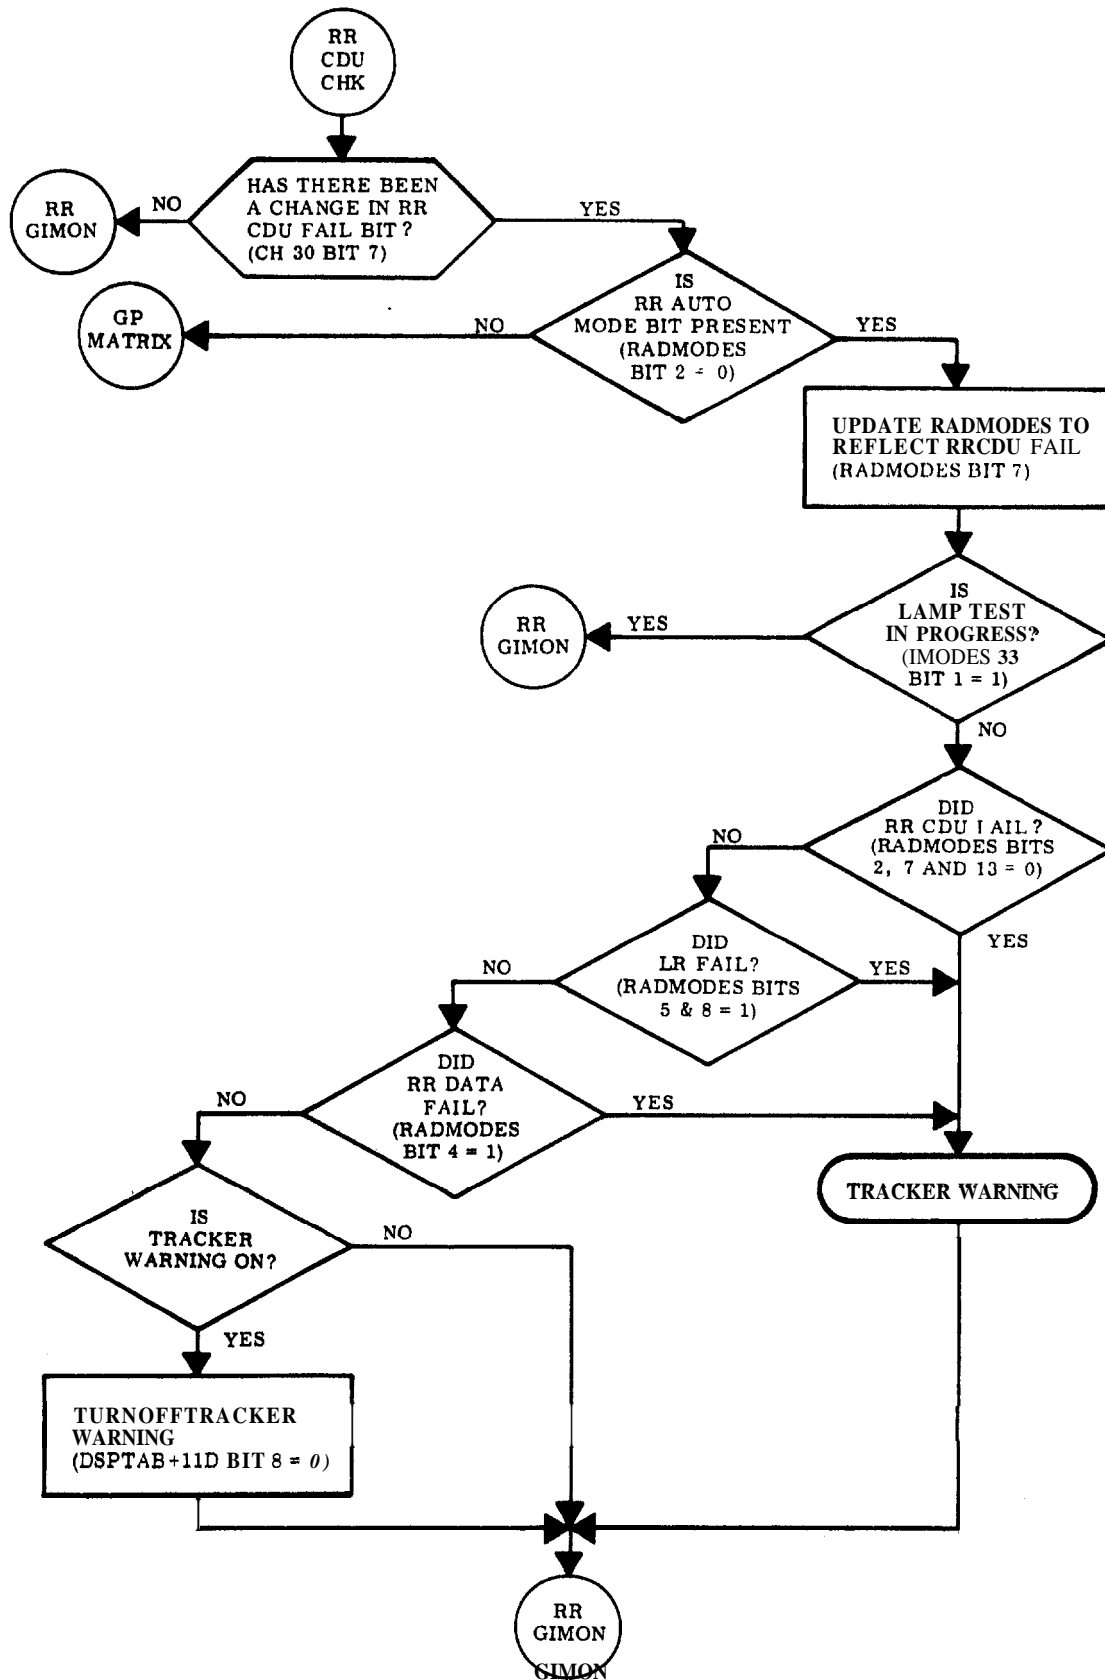 RR
CDU
CHK
HAS THERE BEEN
A CHANGE IN RR
CDU FAIL BIT?
(CH 30 BIT 7)
NO
RR
GIMON
YES
IS
RR AUTO
MODE BIT PRESENT
(RADMODES
BIT 2 = 0)
NO
GP
MATRIX
YES
UPDATE RADMODES TO
REFLECT RRCDU FAIL
(RADMODES BIT 7)
IS
LAMP TEST
IN PROGRESS?
(IMODES 33
BIT 1 = 1)
YES
RR
GIMON
NO
DID
RR CDU FAIL?
(RADMODES BITS
2, 7 AND 13 = 0)
NO
YES
DID
LR FAIL?
(RADMODES BITS
5 & 8 = 1)
NO
YES
DID
RR DATA
FAIL?
(RADMODES
BIT 4 = 1)
NO
YES
TRACKER WARNING
IS
TRACKER
WARNING ON?
NO
YES
TURNOFFTRACKER
WARNING
(DSPTAB+11D BIT 8 = 0)
RR
GIMON
GIMON